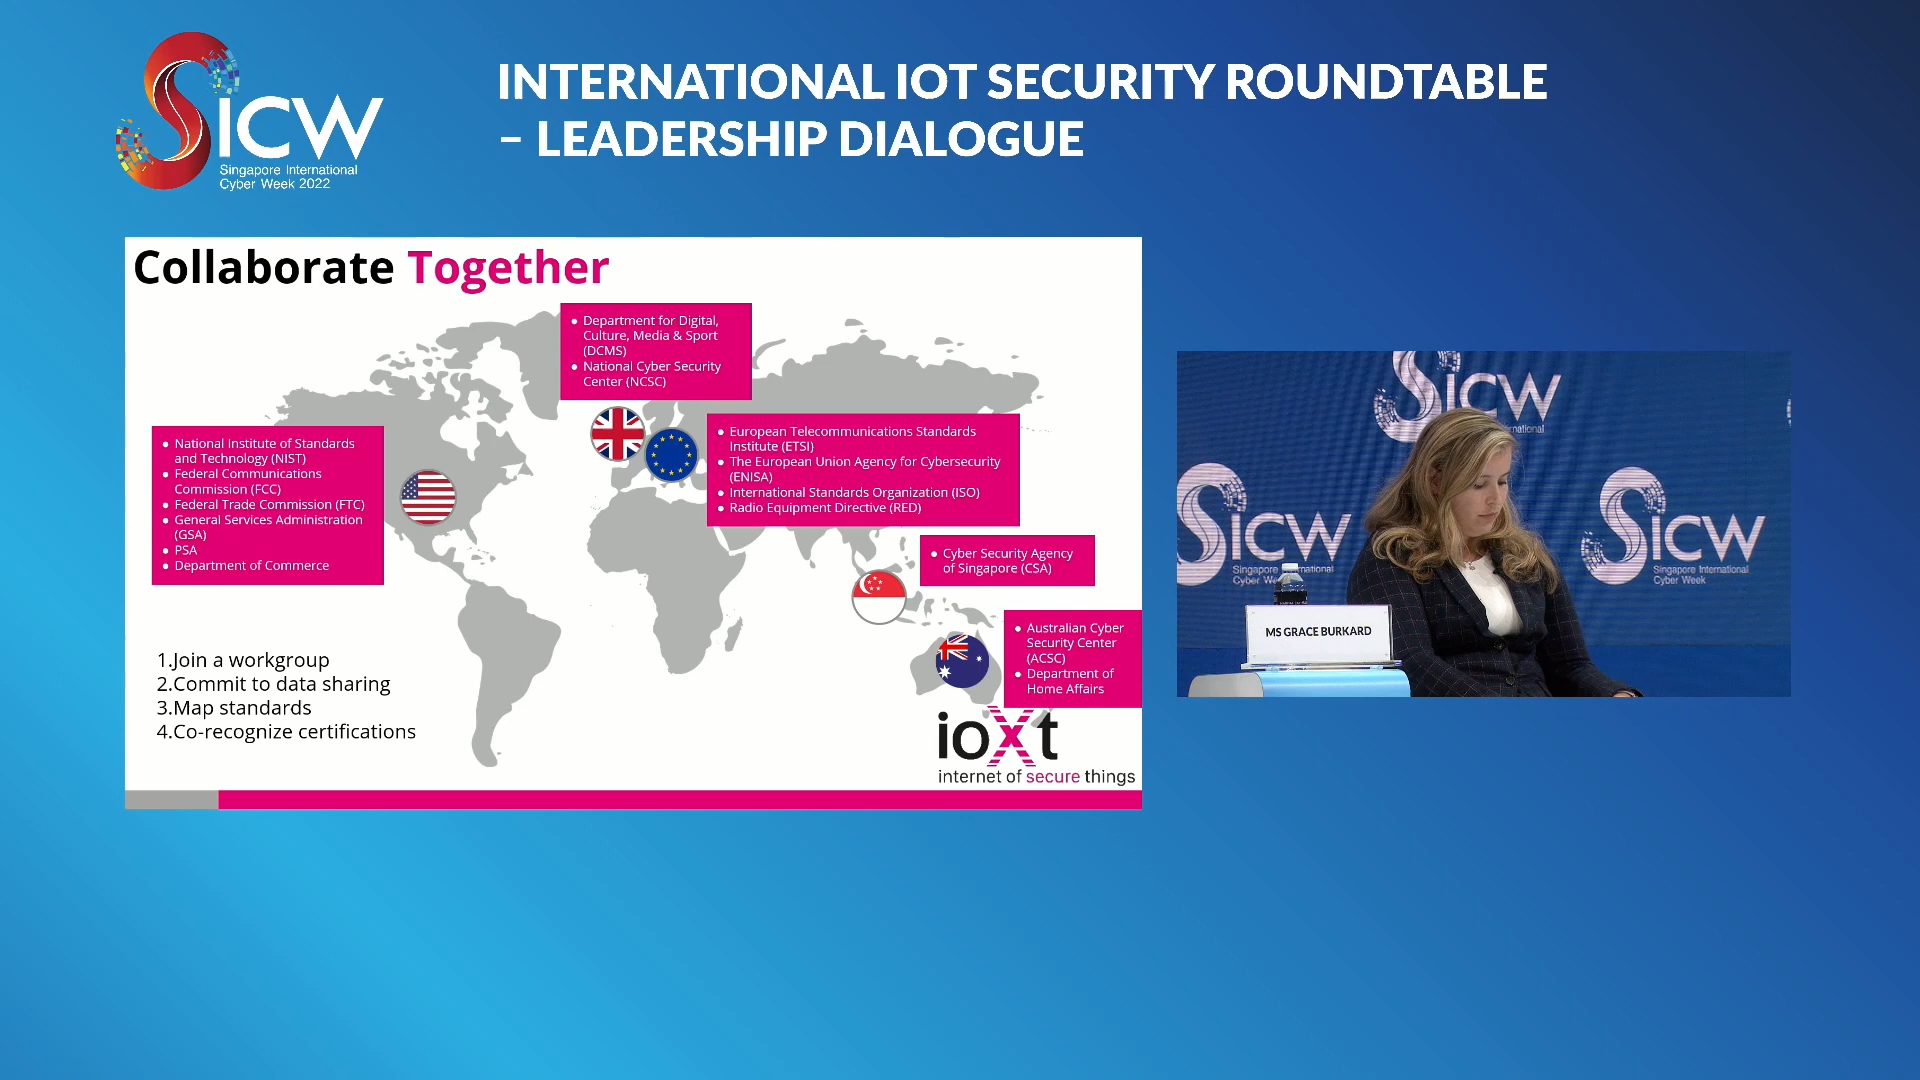 SICW
Singapore International
Cyber Week 2022
INTERNATIONAL IOT SECURITY ROUNDTABLE
– LEADERSHIP DIALOGUE
Collaborate Together
● Department for Digital,
Culture, Media & Sport
(DCMS)
● National Cyber Security
Center (NCSC)
● National Institute of Standards
and Technology (NIST)
● Federal Communications
Commission (FCC)
● Federal Trade Commission (FTC)
● General Services Administration
(GSA)
● PSA
● Department of Commerce
● European Telecommunications Standards
Institute (ETSI)
● The European Union Agency for Cybersecurity
(ENISA)
● International Standards Organization (ISO)
● Radio Equipment Directive (RED)
● Cyber Security Agency
of Singapore (CSA)
● Australian Cyber
Security Center
(ACSC)
● Department of
Home Affairs
1.Join a workgroup
2.Commit to data sharing
3.Map standards
4.Co-recognize certifications
ioxt
internet of secure things
SICW
SICW
Singapore
Cyber
SICW
Singapore International
Cyber Week
MS GRACE BURKARD